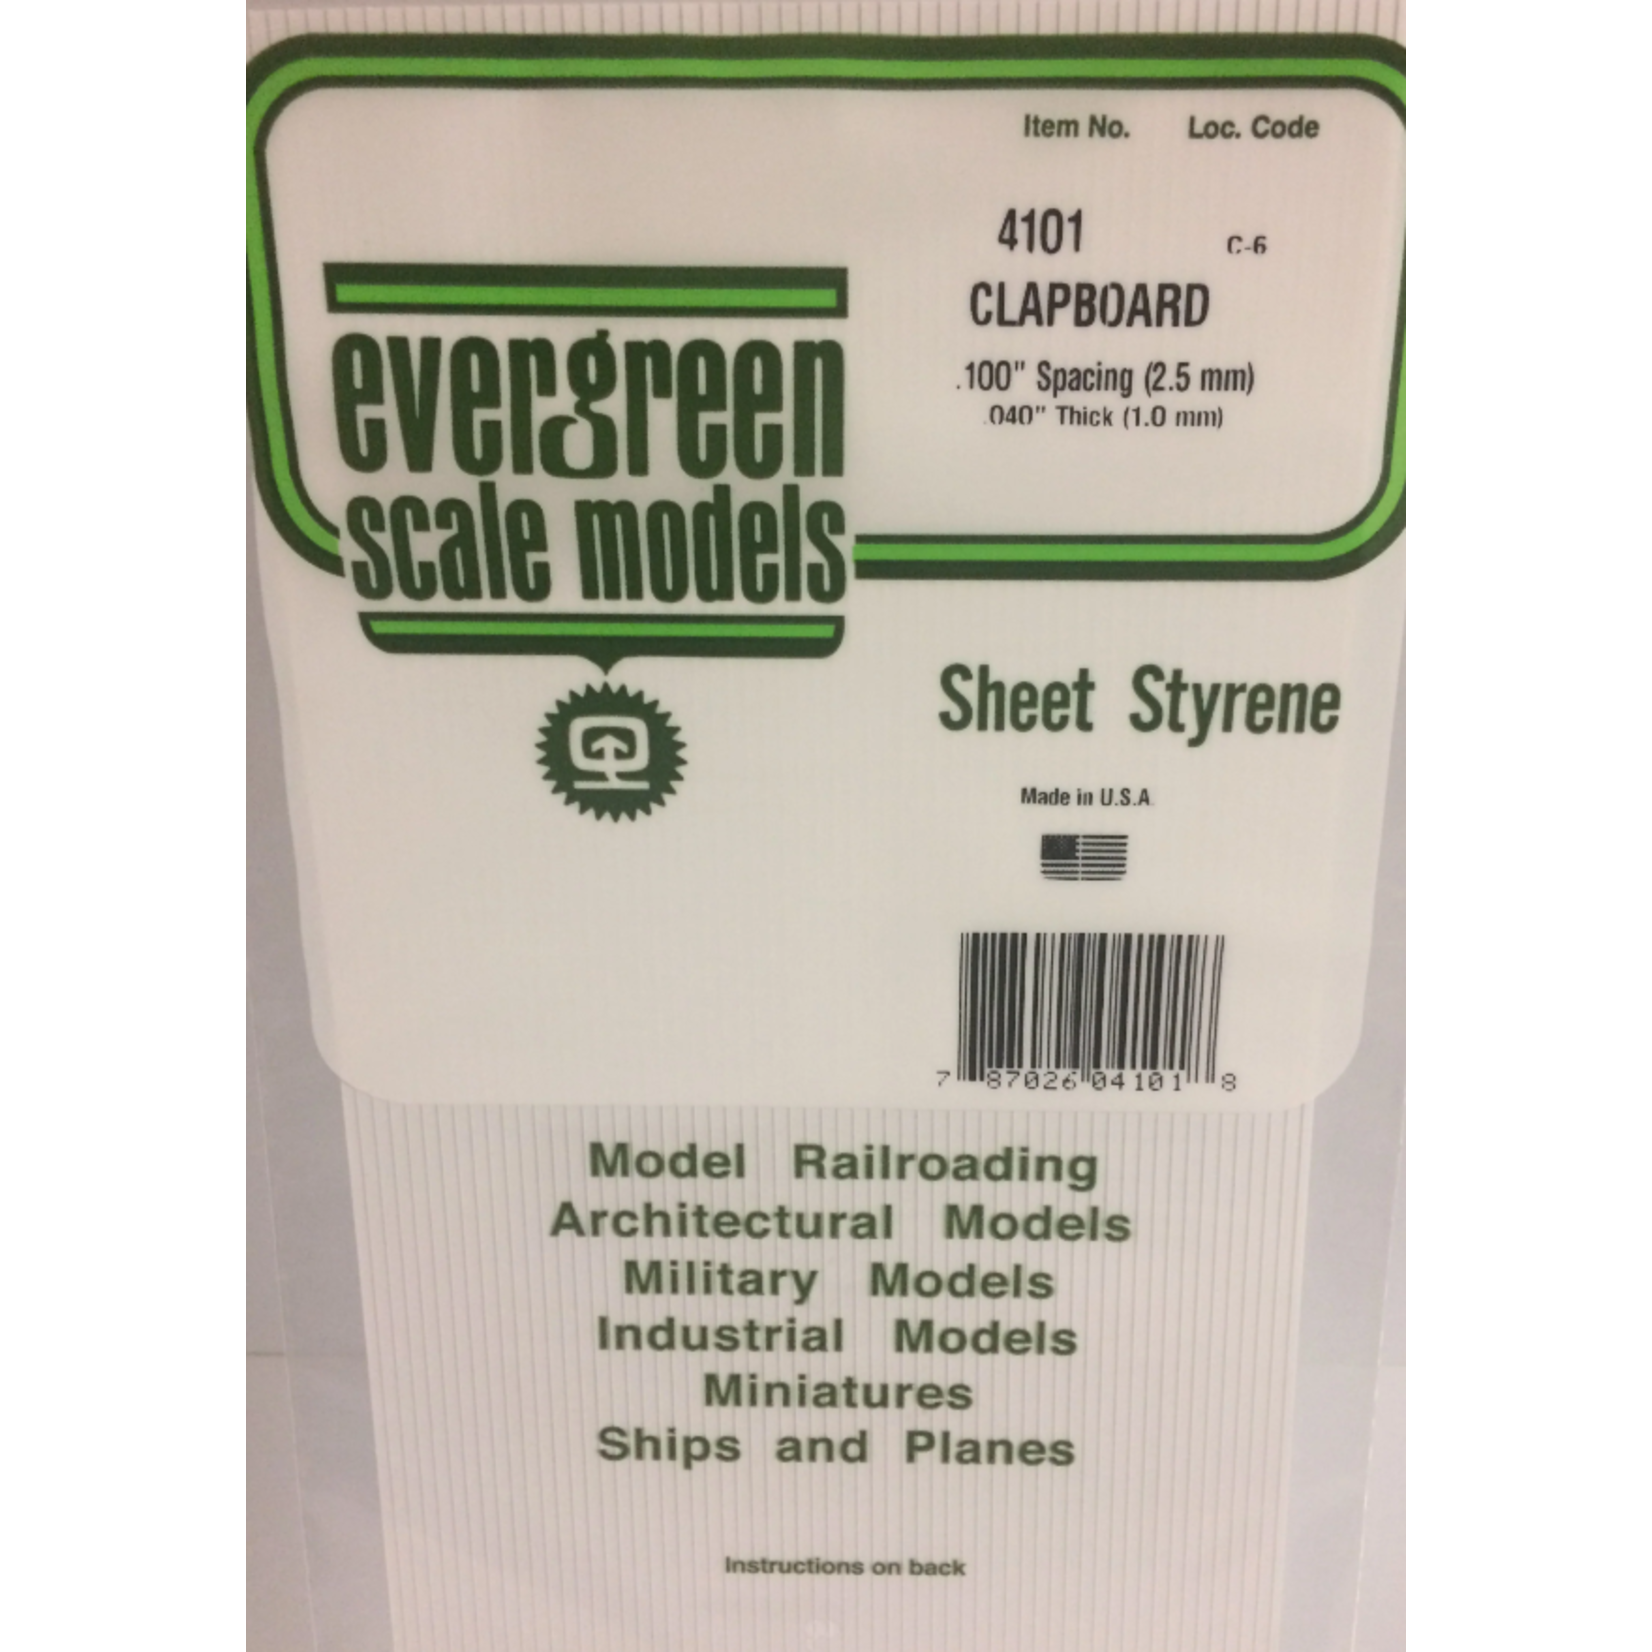 Item No. Loc. Code
4101 C-6
CLAPBOARD
.100" Spacing (2.5 mm)
.040" Thick (1.0 mm)
evergreen
scale models
Sheet Styrene
Made in U.S.A.
7 87026 04101 8
Model Railroading
Architectural Models
Military Models
Industrial Models
Miniatures
Ships and Planes
Instructions on back